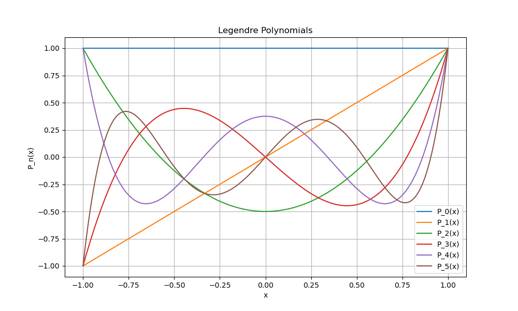 Legendre Polynomials
P_n(x)
1.00
0.75
0.50
0.25
0.00
−0.25
−0.50
−0.75
−1.00
P_0(x)
P_1(x)
P_2(x)
P_3(x)
P_4(x)
P_5(x)
−1.00 −0.75 −0.50 −0.25 0.00 0.25 0.50 0.75 1.00
x